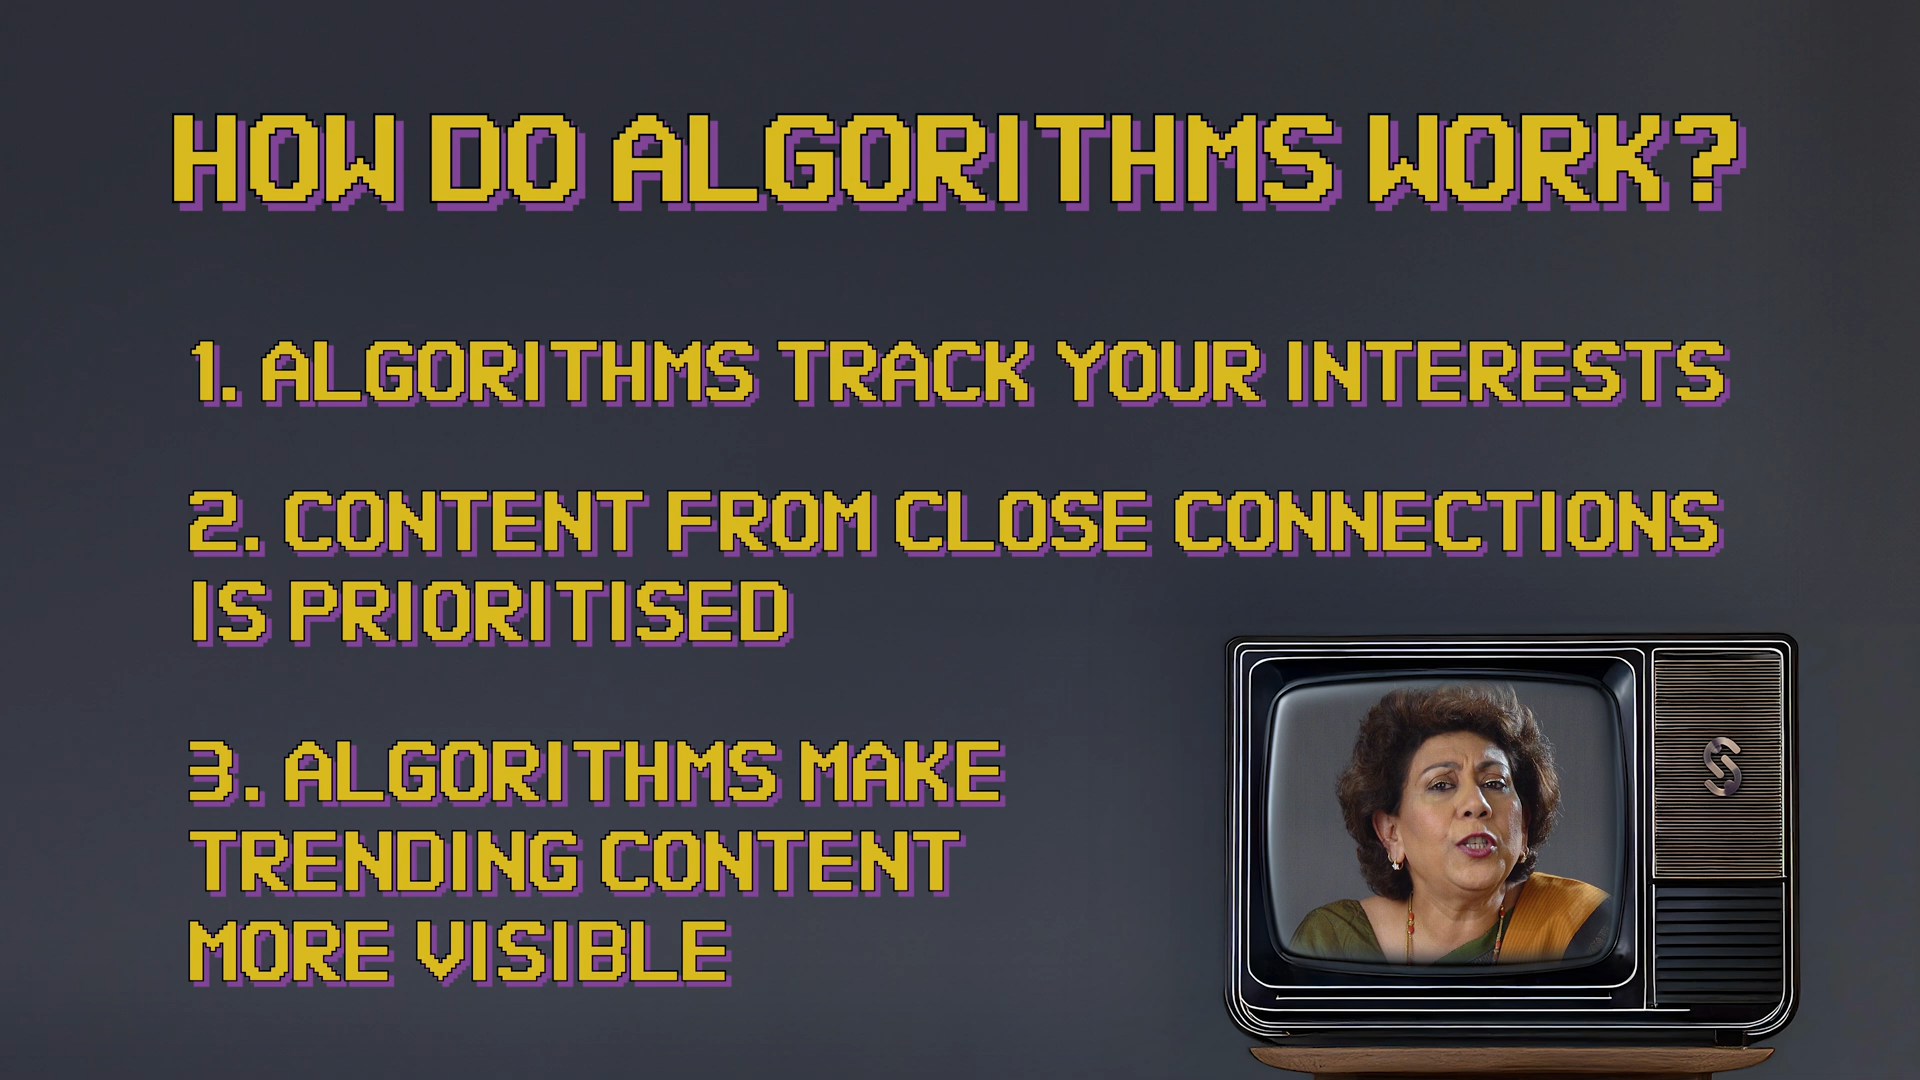 HOW DO ALGORITHMS WORK?
1. ALGORITHMS TRACK YOUR INTERESTS
2. CONTENT FROM CLOSE CONNECTIONS
IS PRIORITISED
3. ALGORITHMS MAKE
TRENDING CONTENT
MORE VISIBLE